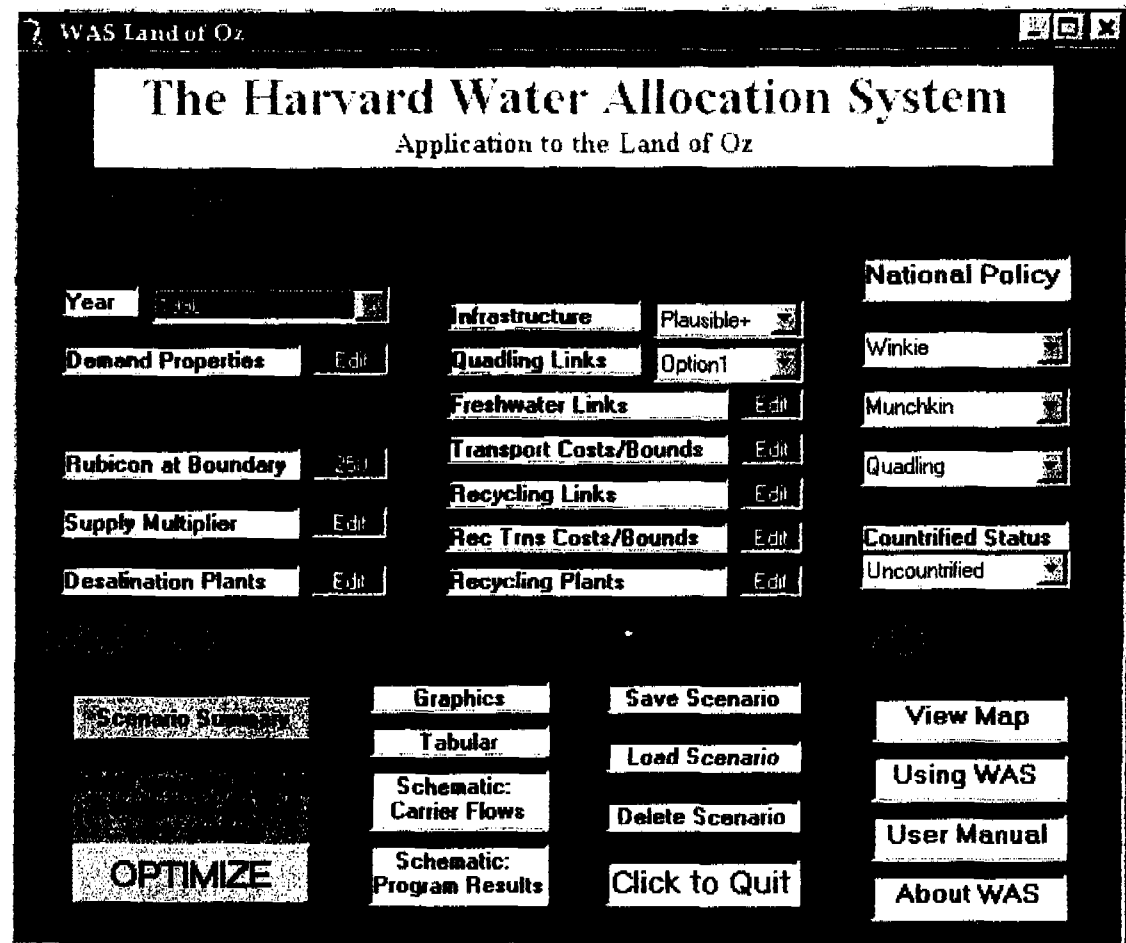 WAS Land of Oz
The Harvard Water Allocation System
Application to the Land of Oz
Year
Demand Properties Edit
Rubicon at Boundary Edit
Supply Multiplier Edit
Desalination Plants Edit
Infrastructure Plausible+
Quadling Links Option1
Freshwater Links Edit
Transport Costs/Bounds Edit
Recycling Links Edit
Rec Trns Costs/Bounds Edit
Recycling Plants Edit
National Policy
Winkie
Munchkin
Quadling
Countrified Status
Uncountrified
Scenario Summary
OPTIMIZE
Graphics
Tabular
Schematic:
Carrier Flows
Schematic:
Program Results
Save Scenario
Load Scenario
Delete Scenario
Click to Quit
View Map
Using WAS
User Manual
About WAS